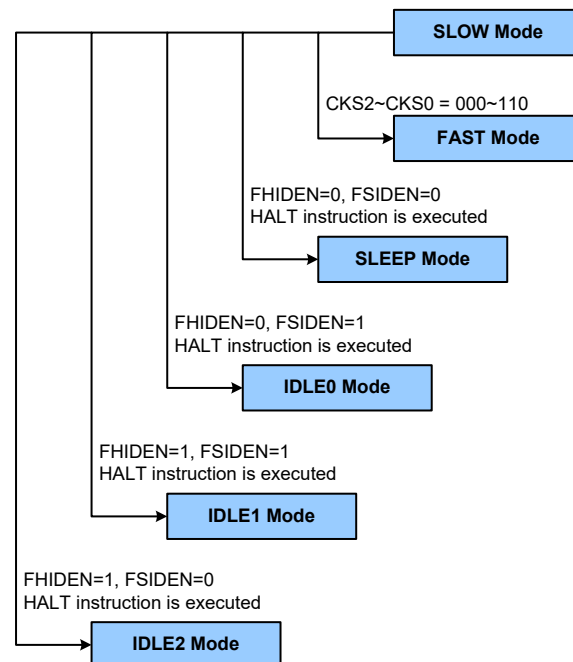 SLOW Mode
CKS2~CKS0 = 000~110
FAST Mode
FHIDEN=0, FSIDEN=0
HALT instruction is executed
SLEEP Mode
FHIDEN=0, FSIDEN=1
HALT instruction is executed
IDLE0 Mode
FHIDEN=1, FSIDEN=1
HALT instruction is executed
IDLE1 Mode
FHIDEN=1, FSIDEN=0
HALT instruction is executed
IDLE2 Mode